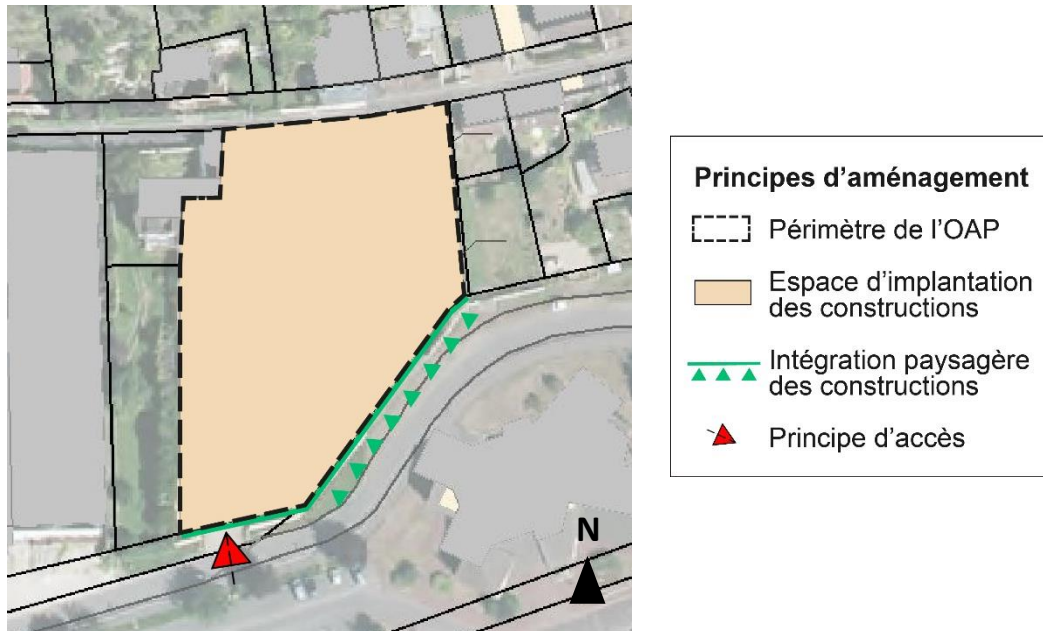 N
Principes d'aménagement
Périmètre de l'OAP
Espace d'implantation
des constructions
Intégration paysagère
des constructions
Principe d'accès